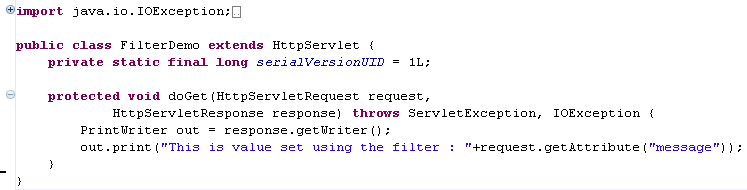 import java.io.IOException;
public class FilterDemo extends HttpServlet {
    private static final long serialVersionUID = 1L;
    protected void doGet(HttpServletRequest request,
            HttpServletResponse response) throws ServletException, IOException {
        PrintWriter out = response.getWriter();
        out.print("This is value set using the filter : "+request.getAttribute("message"));
    }
}